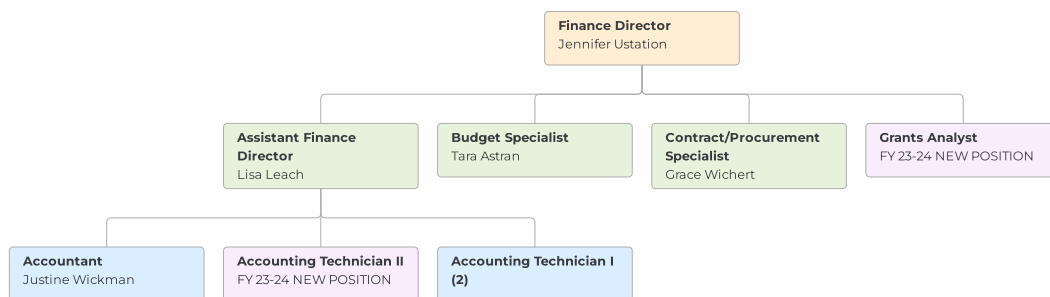 Finance Director
Jennifer Ustation
Assistant Finance
Director
Lisa Leach
Budget Specialist
Tara Astran
Contract/Procurement
Specialist
Grace Wichert
Grants Analyst
FY 23-24 NEW POSITION
Accountant
Justine Wickman
Accounting Technician II
FY 23-24 NEW POSITION
Accounting Technician I
(2)